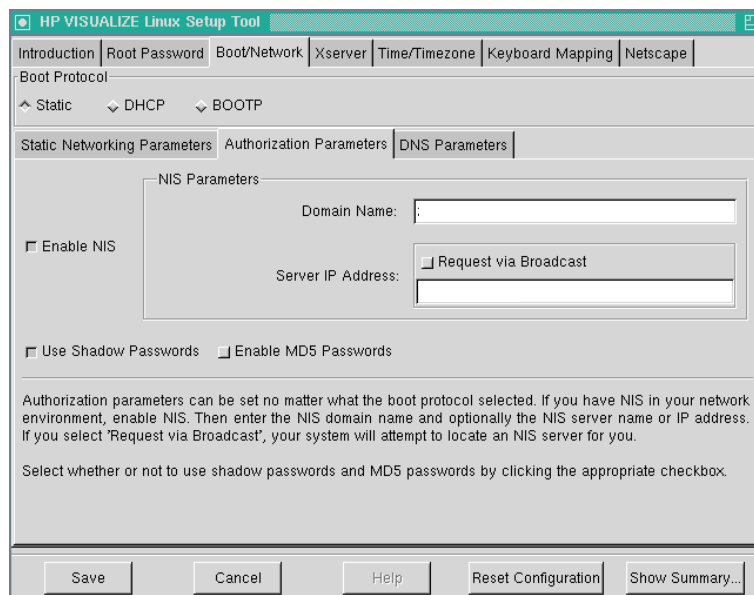 HP VISUALIZE Linux Setup Tool
Introduction Root Password Boot/Network Xserver Time/Timezone Keyboard Mapping Netscape
Boot Protocol
Static DHCP BOOTP
Static Networking Parameters Authorization Parameters DNS Parameters
NIS Parameters
Domain Name: :
Enable NIS
Request via Broadcast
Server IP Address:
Use Shadow Passwords Enable MD5 Passwords
Authorization parameters can be set no matter what the boot protocol selected. If you have NIS in your network
environment, enable NIS. Then enter the NIS domain name and optionally the NIS server name or IP address.
If you select 'Request via Broadcast', your system will attempt to locate an NIS server for you.
Select whether or not to use shadow passwords and MD5 passwords by clicking the appropriate checkbox.
Save Cancel Help Reset Configuration Show Summary...